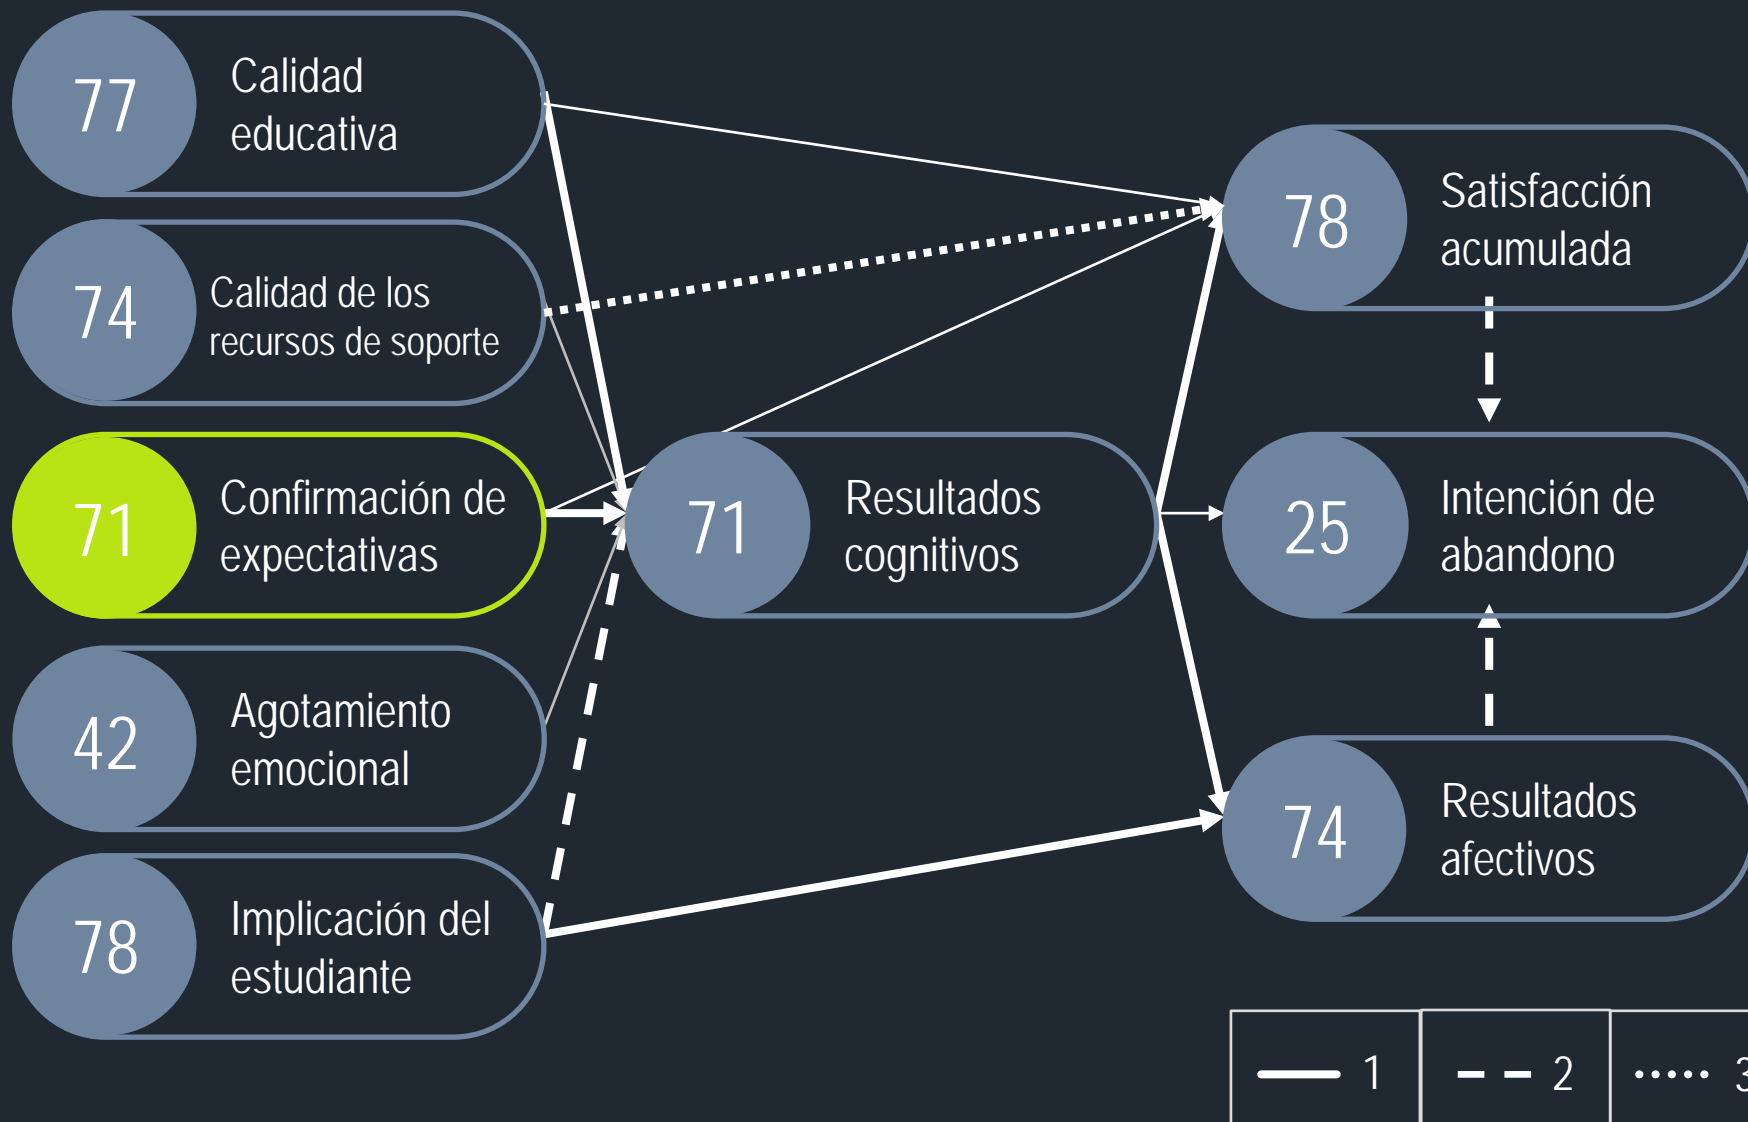 77
Calidad
educativa
74
Calidad de los
recursos de soporte
71
Confirmación de
expectativas
42
Agotamiento
emocional
78
Implicación del
estudiante
71
Resultados
cognitivos
78
Satisfacción
acumulada
25
Intención de
abandono
74
Resultados
afectivos
1
2
3